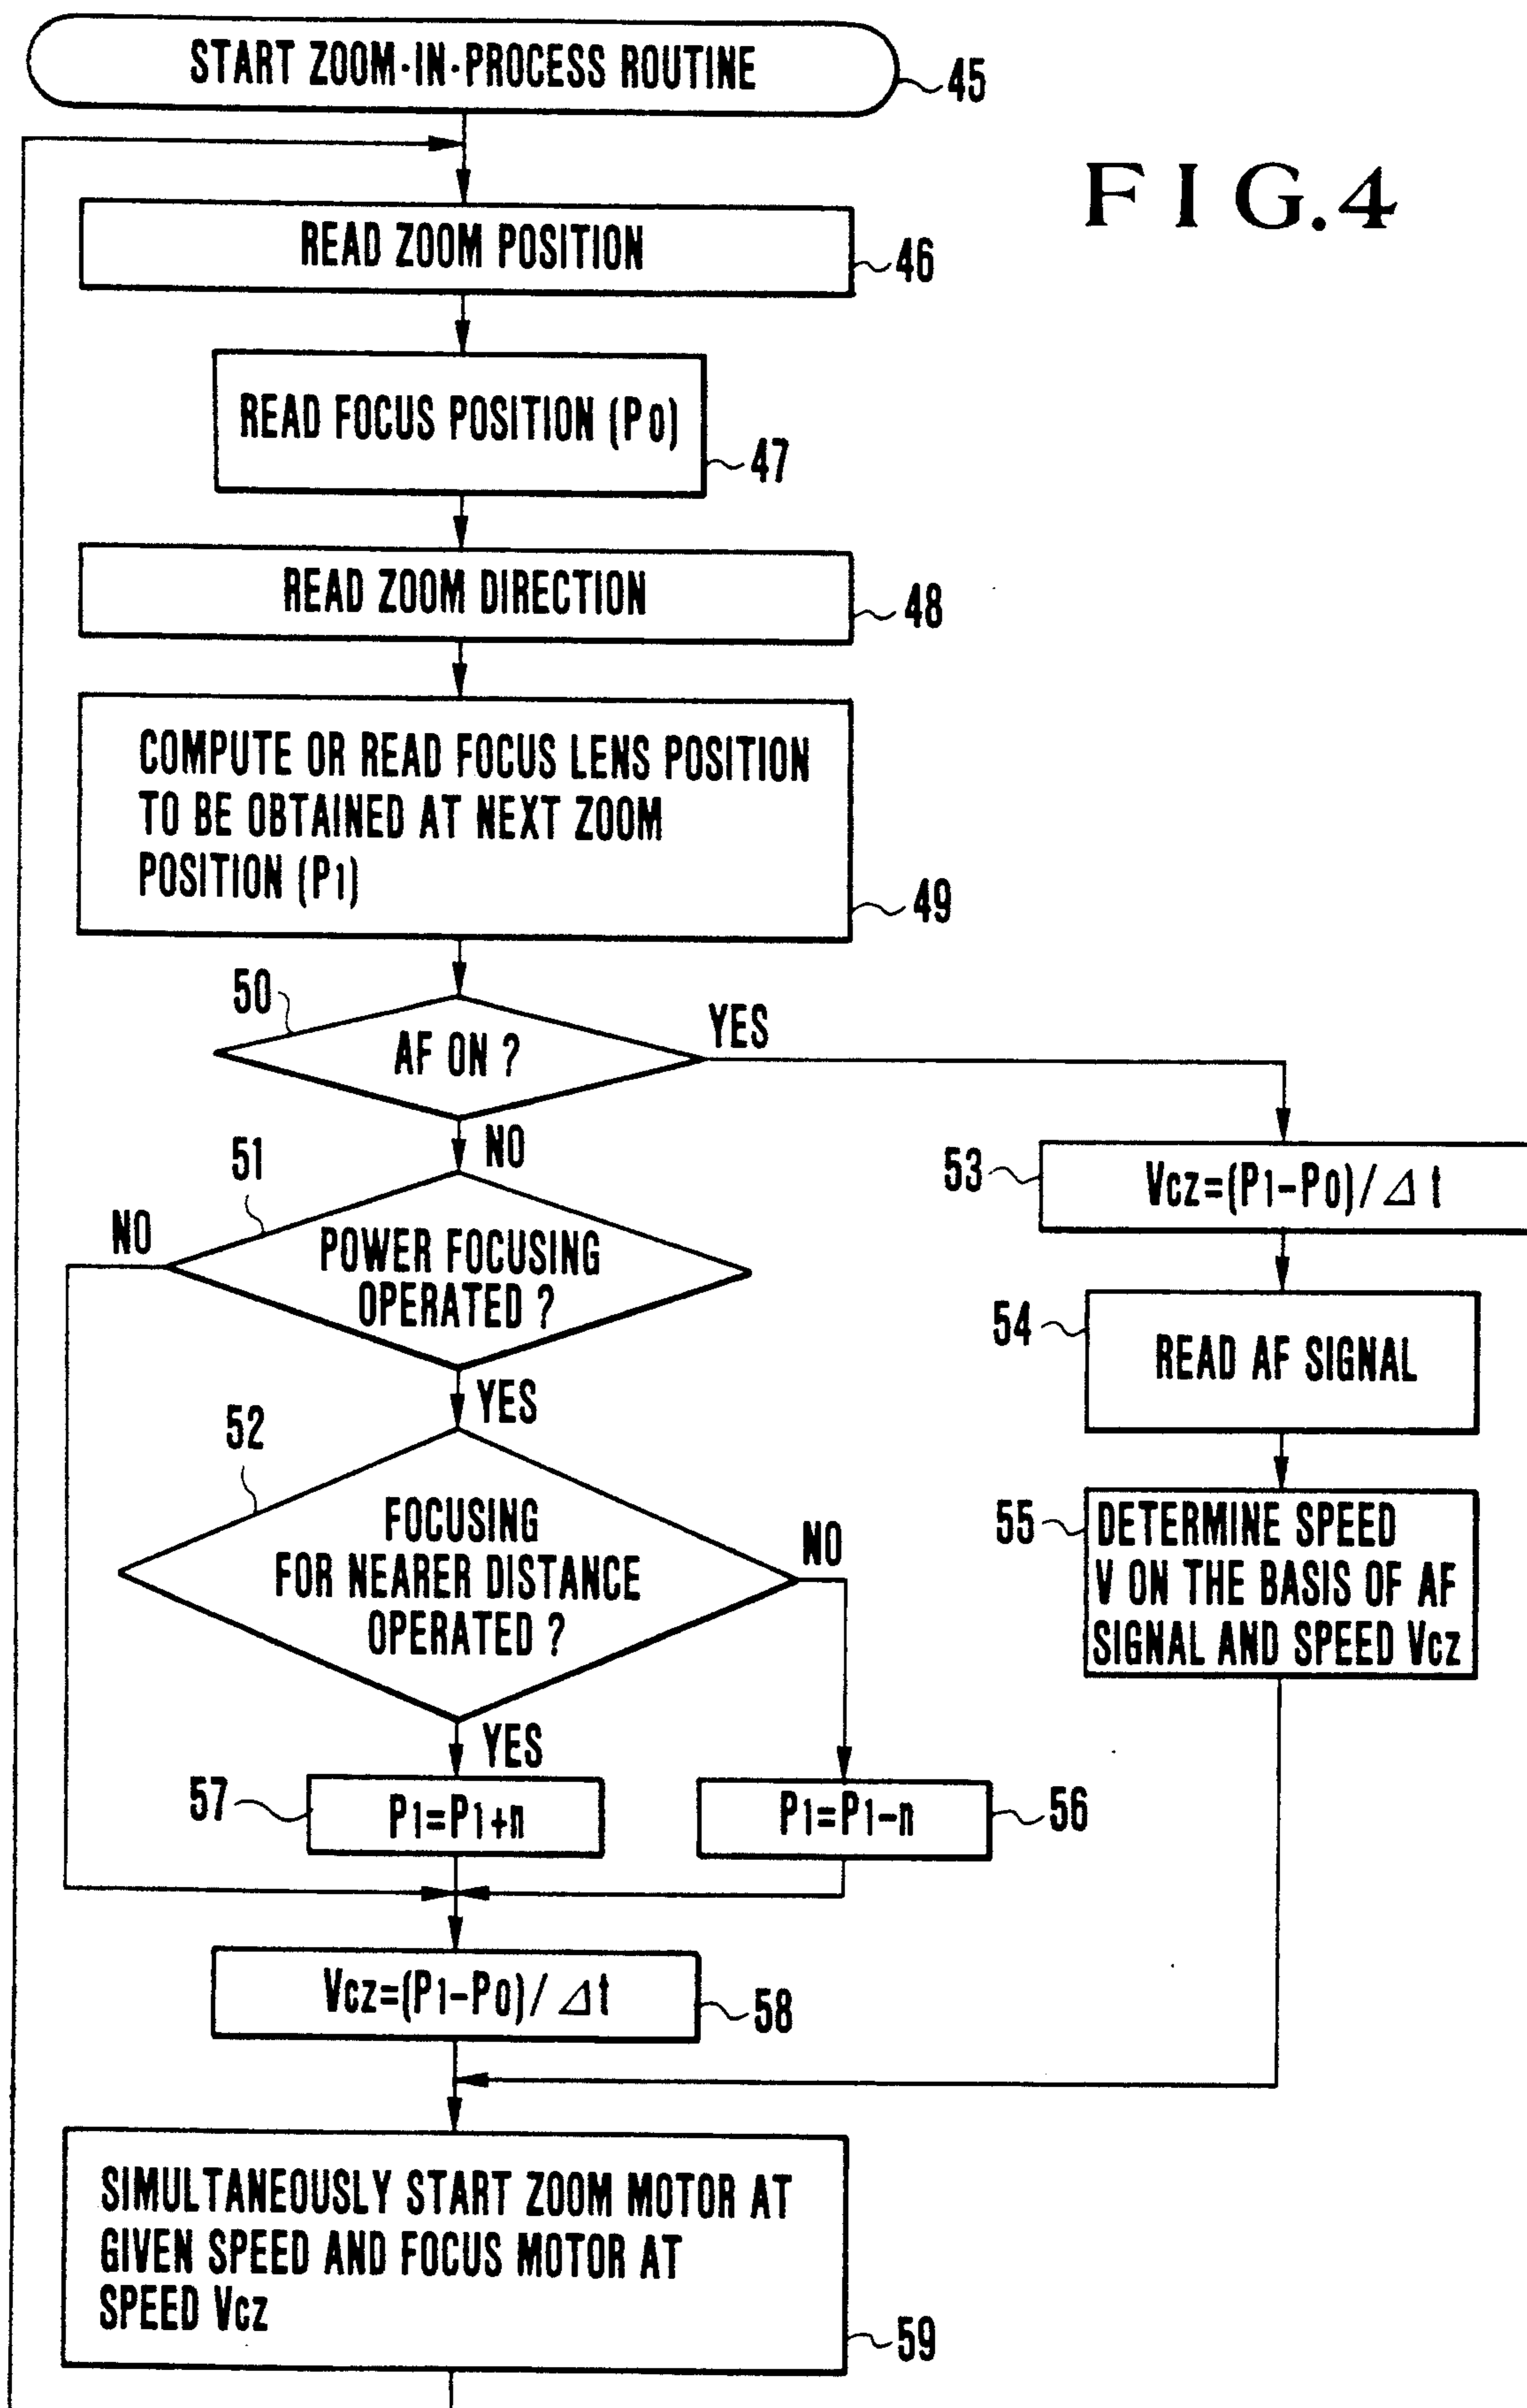 START ZOOM·IN·PROCESS ROUTINE
45
FIG.4
READ ZOOM POSITION
46
READ FOCUS POSITION (P0)
47
READ ZOOM DIRECTION
48
COMPUTE OR READ FOCUS LENS POSITION
TO BE OBTAINED AT NEXT ZOOM
POSITION (P1)
49
50
AF ON ?
YES
NO
51
NO
POWER FOCUSING
OPERATED ?
YES
53
Vcz=(P1-P0)/Δt
54
READ AF SIGNAL
52
FOCUSING
FOR NEARER DISTANCE
OPERATED ?
NO
YES
55
DETERMINE SPEED
V ON THE BASIS OF AF
SIGNAL AND SPEED Vcz
57
P1=P1+n
P1=P1-n
56
Vcz=(P1-P0)/Δt
58
SIMULTANEOUSLY START ZOOM MOTOR AT
GIVEN SPEED AND FOCUS MOTOR AT
SPEED Vcz
59